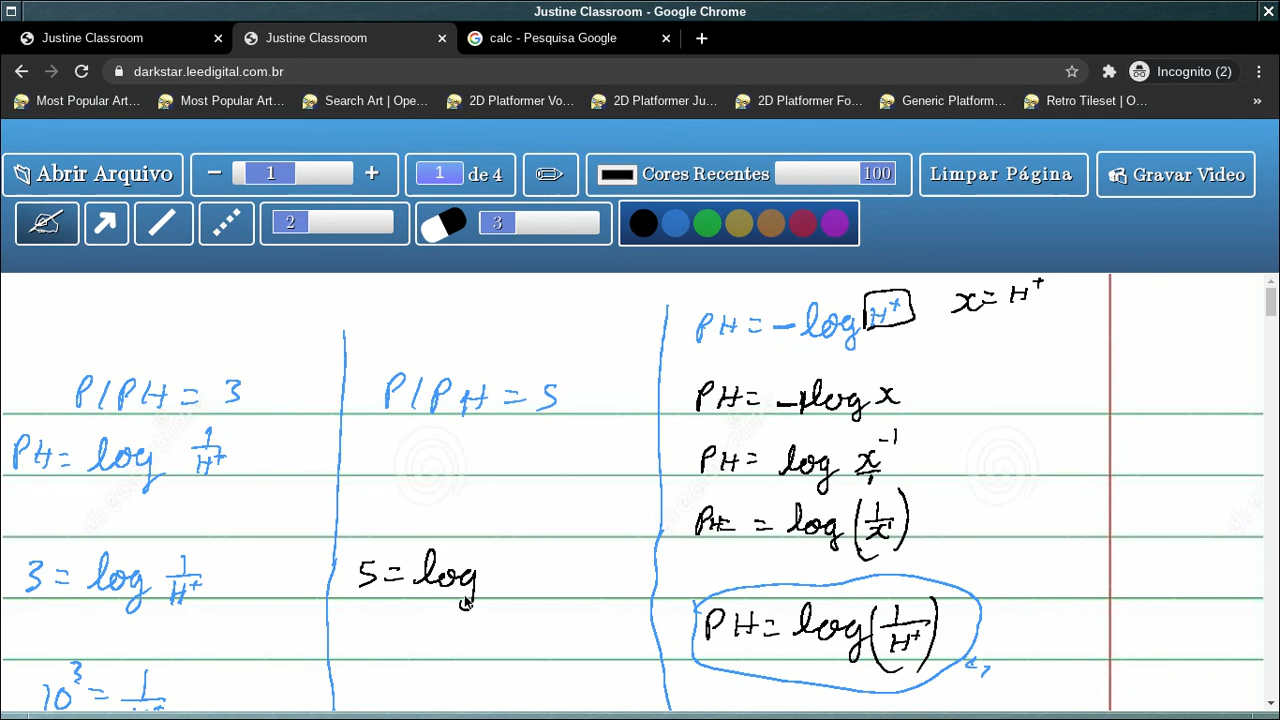 Justine Classroom - Google Chrome
Justine Classroom
Justine Classroom
calc - Pesquisa Google
darkstar.leedigital.com.br
Incognito (2)
Most Popular Art...
Most Popular Art...
Search Art | Ope...
2D Platformer Vo...
2D Platformer Ju...
2D Platformer Fo...
Generic Platform...
Retro Tileset | O...
»
Abrir Arquivo
− 1 +
1 de 4
Cores Recentes 100
Limpar Página
Gravar Video
2
3
P/PH = 3
PH = log 1/H⁺
3 = log 1/H⁺
10³ = 1/
P/PH = 5
5 = log
PH = -log H⁺
x = H⁺
PH = -1log x
PH = log x⁻¹/1
PH = log (1/x¹)
PH = log (1/H⁺)